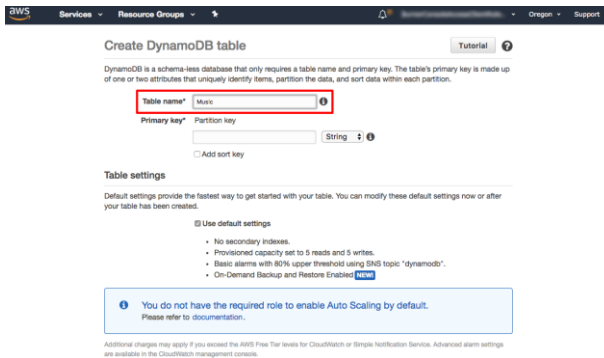 aws Services Resource Groups Oregon Support
Create DynamoDB table Tutorial
DynamoDB is a schema-less database that only requires a table name and primary key. The table's primary key is made up
of one or two attributes that uniquely identify items, partition the data, and sort data within each partition.
Table name* Music
Primary key* Partition key
String
Add sort key
Table settings
Default settings provide the fastest way to get started with your table. You can modify these default settings now or after
your table has been created.
Use default settings
• No secondary indexes.
• Provisioned capacity set to 5 reads and 5 writes.
• Basic alarms with 80% upper threshold using SNS topic "dynamodb".
• On-Demand Backup and Restore Enabled NEW!
You do not have the required role to enable Auto Scaling by default.
Please refer to documentation.
Additional charges may apply if you exceed the AWS Free Tier levels for CloudWatch or Simple Notification Service. Advanced alarm settings
are available in the CloudWatch management console.